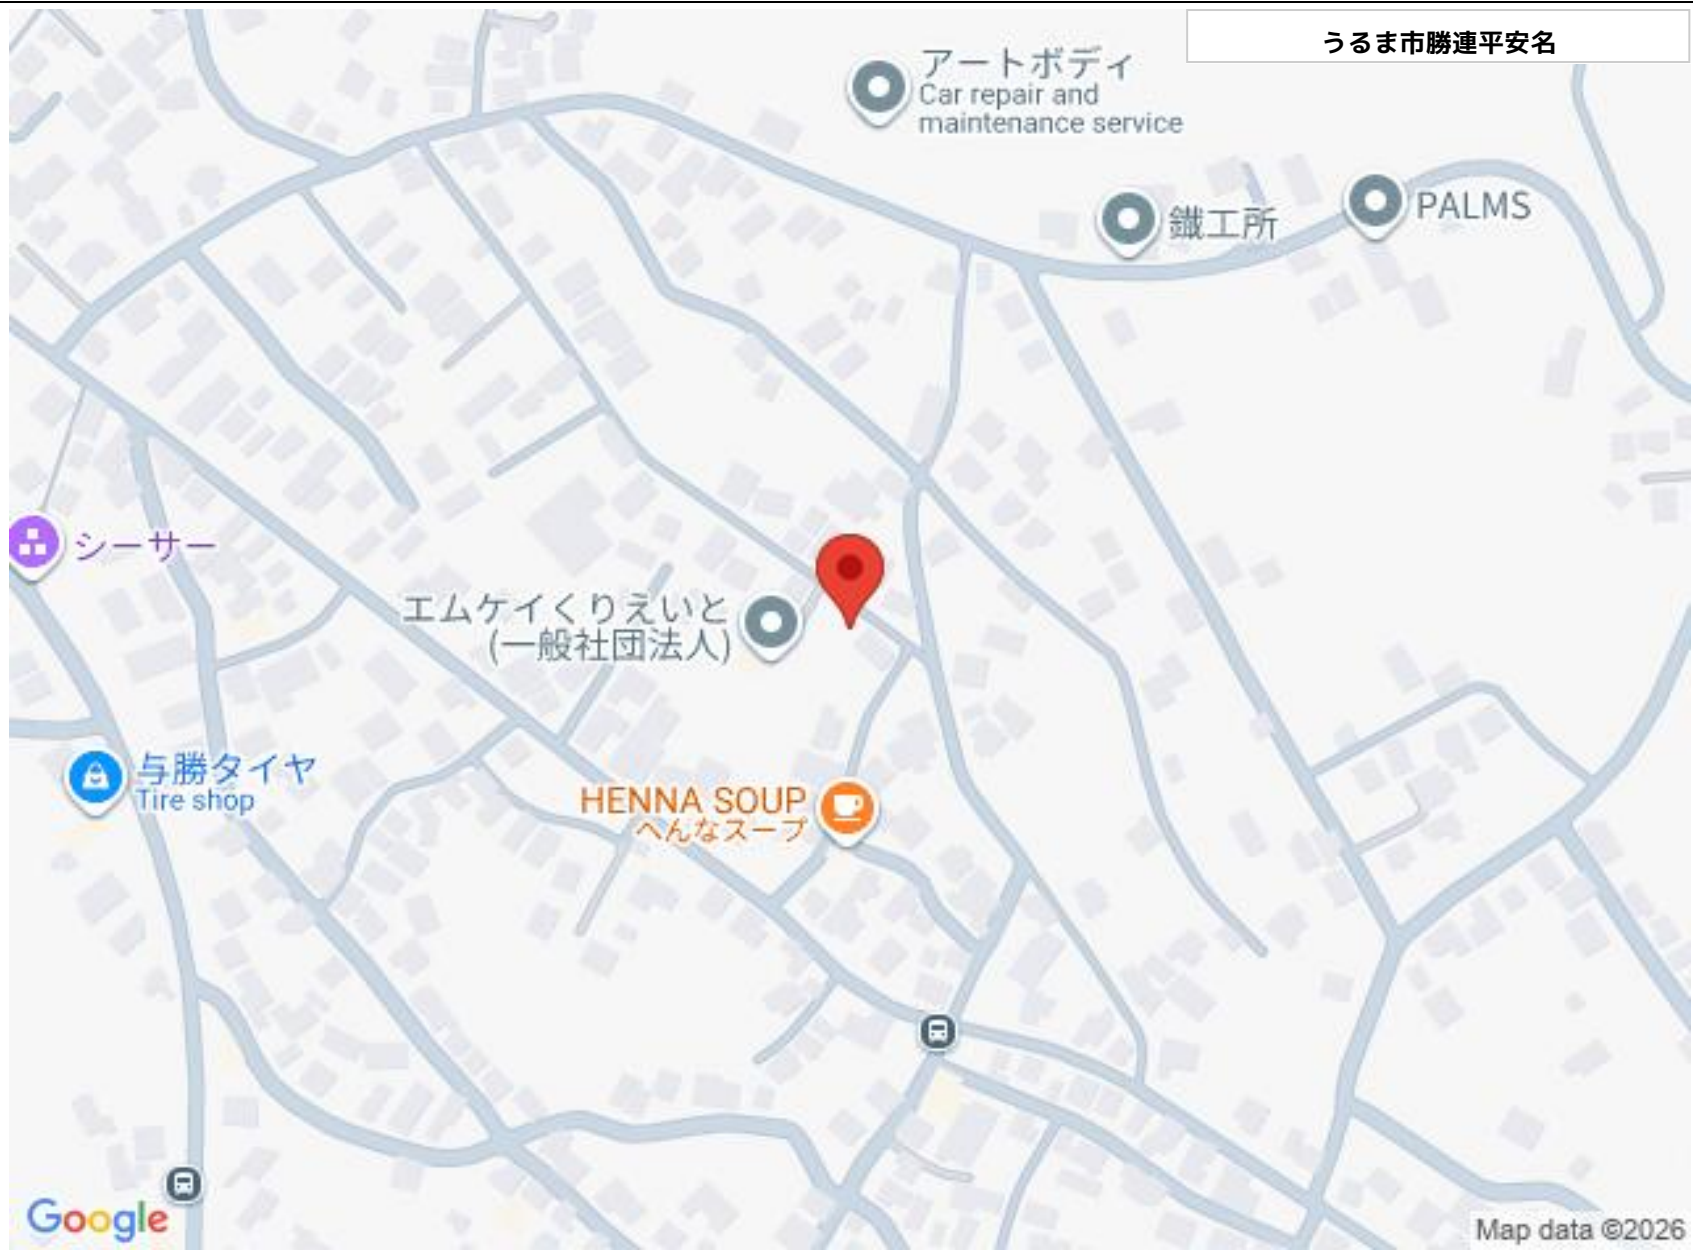 うるま市勝連平安名
アートボディ
Car repair and
maintenance service
鐵工所
PALMS
シーサー
エムケイくりえいと
(一般社団法人)
与勝タイヤ
Tire shop
HENNA SOUP
へんなスープ
Google
Map data ©2026